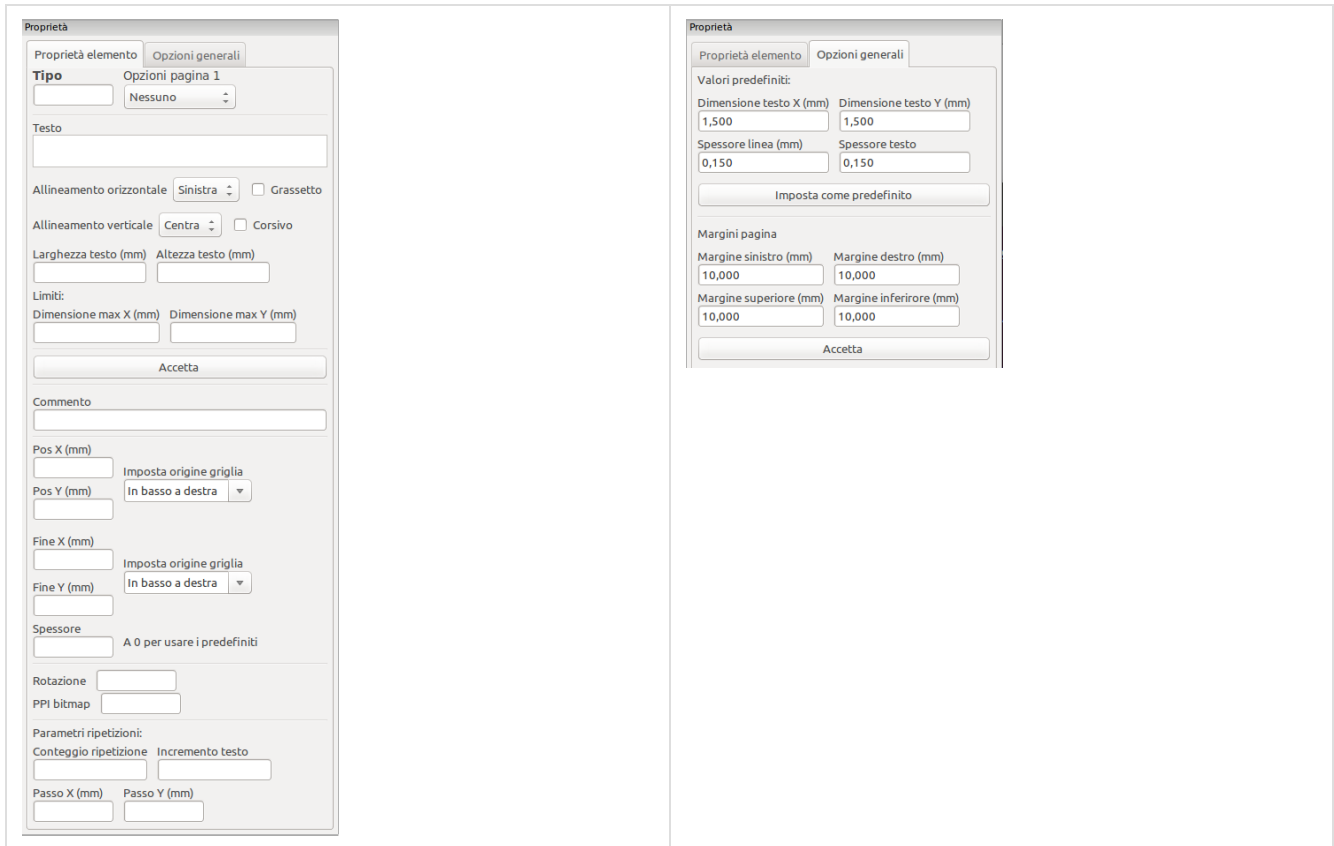 Proprietà
Proprietà elemento Opzioni generali
Tipo Opzioni pagina 1
Nessuno
Testo
Allineamento orizzontale Sinistra Grassetto
Allineamento verticale Centra Corsivo
Larghezza testo (mm) Altezza testo (mm)
Limiti:
Dimensione max X (mm) Dimensione max Y (mm)
Accetta
Commento
Pos X (mm)
Imposta origine griglia
Pos Y (mm) In basso a destra
Fine X (mm)
Imposta origine griglia
Fine Y (mm) In basso a destra
Spessore
A 0 per usare i predefiniti
Rotazione
PPI bitmap
Parametri ripetizioni:
Conteggio ripetizione Incremento testo
Passo X (mm) Passo Y (mm)
Proprietà
Proprietà elemento Opzioni generali
Valori predefiniti:
Dimensione testo X (mm) Dimensione testo Y (mm)
1,500 1,500
Spessore linea (mm) Spessore testo
0,150 0,150
Imposta come predefinito
Margini pagina
Margine sinistro (mm) Margine destro (mm)
10,000 10,000
Margine superiore (mm) Margine inferirore (mm)
10,000 10,000
Accetta